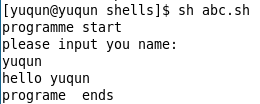 [yuqun@yuqun shells]$ sh abc.sh
programme start
please input you name:
yuqun
hello yuqun
programe  ends